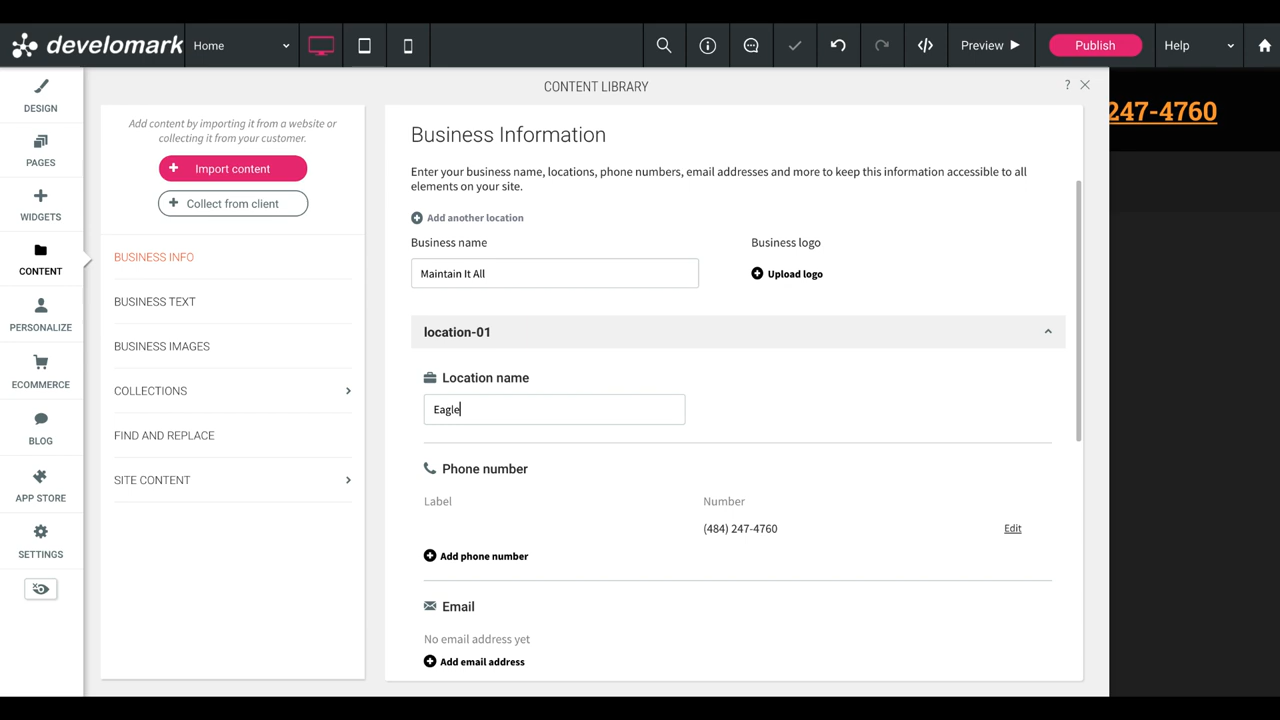 develomark
Home
Preview
Publish
Help
DESIGN
PAGES
WIDGETS
CONTENT
PERSONALIZE
ECOMMERCE
BLOG
APP STORE
SETTINGS
CONTENT LIBRARY
?
Add content by importing it from a website or
collecting it from your customer.
+ Import content
+ Collect from client
BUSINESS INFO
BUSINESS TEXT
BUSINESS IMAGES
COLLECTIONS
FIND AND REPLACE
SITE CONTENT
Business Information
Enter your business name, locations, phone numbers, email addresses and more to keep this information accessible to all
elements on your site.
Add another location
Business name
Business logo
Maintain It All
Upload logo
location-01
Location name
Eagle
Phone number
Label
Number
(484) 247-4760
Edit
Add phone number
Email
No email address yet
Add email address
247-4760